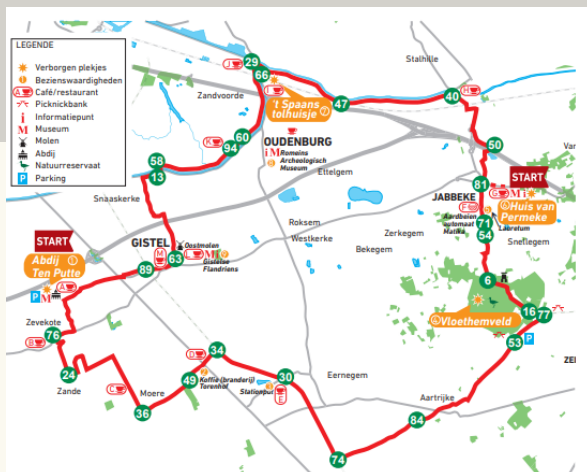 LEGENDE
Verborgen plekjes
Bezienswaardigheden
A Café/restaurant
Picknickbank
i Informatiepunt
M Museum
Molen
Abdij
Natuurreservaat
P Parking
J
29
66
I
Zandvoorde
't Spaans
tolhuisje
47
Stalhille
40
H
K
60
94
OUDENBURG
i M Romeins
Archeologisch
Museum
Ettelgem
50
58
13
Snaaskerke
81
START
G M i
JABBEKE
Huis van
Permeke
F
Aardbeien
automaat
Matika
71
54
Labretum
Snellegem
Roksem
Westkerke
Zerkegem
Bekegem
START
Abdij
Ten Putte
GISTEL
Oostmolen
M
63
L
M
Gistelse
Flandriens
89
P M
A
6
16
77
Vloethemveld
53
P
Zevekote
76
B
24
Zande
C
36
Moere
D
34
49
Koffie(branderij)
Torenhof
30
Stationput
E
Eernegem
74
84
Aartrijke